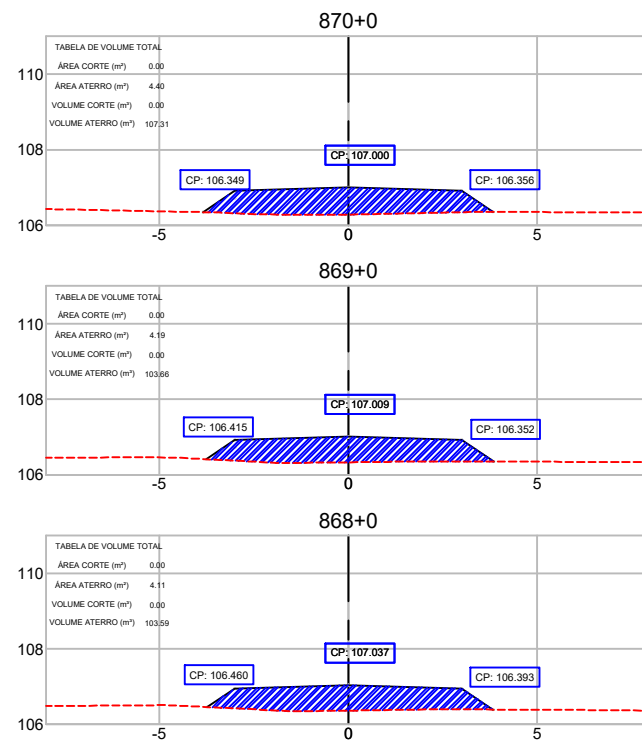 870+0
TABELA DE VOLUME TOTAL
ÁREA CORTE (m²) 0.00
ÁREA ATERRO (m²) 4.40
VOLUME CORTE (m³) 0.00
VOLUME ATERRO (m³) 107.31
110
108
106
CP: 107.000
CP: 106.349
CP: 106.356
-5 0 5
869+0
TABELA DE VOLUME TOTAL
ÁREA CORTE (m²) 0.00
ÁREA ATERRO (m²) 4.19
VOLUME CORTE (m³) 0.00
VOLUME ATERRO (m³) 103.66
110
108
106
CP: 107.009
CP: 106.415
CP: 106.352
-5 0 5
868+0
TABELA DE VOLUME TOTAL
ÁREA CORTE (m²) 0.00
ÁREA ATERRO (m²) 4.11
VOLUME CORTE (m³) 0.00
VOLUME ATERRO (m³) 103.59
110
108
106
CP: 107.037
CP: 106.460
CP: 106.393
-5 0 5